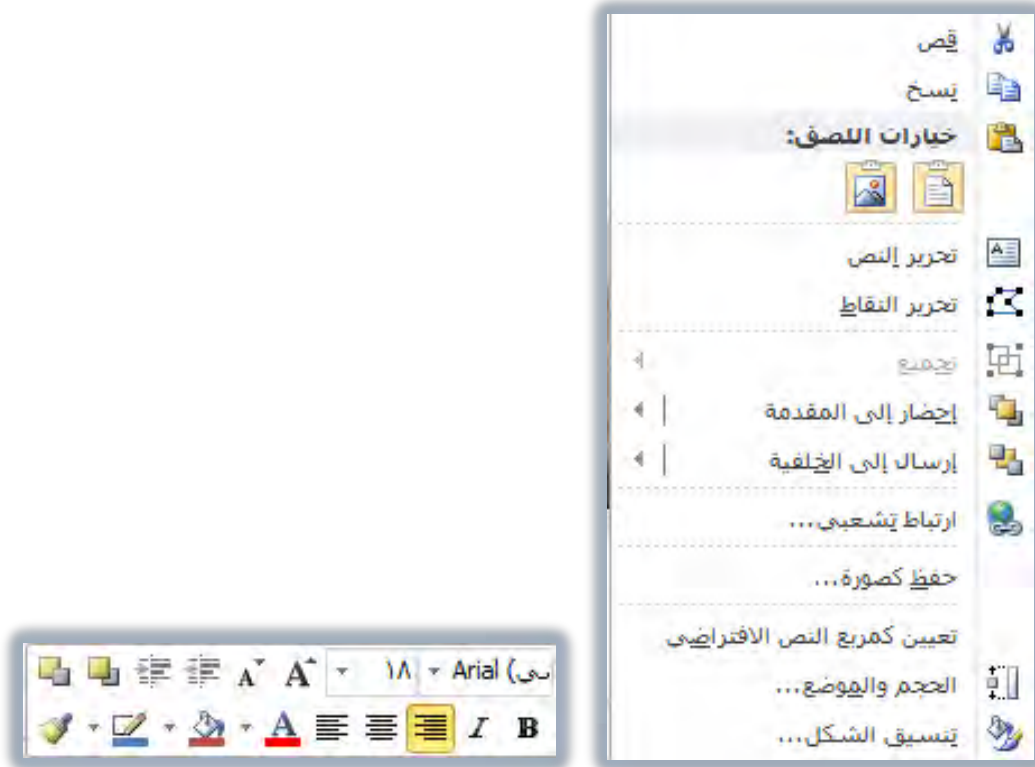 قص
نسخ
خيارات اللصق:
تحرير النص
تحرير النقاط
تجميع
إحضار إلى المقدمة
إرسال إلى الخلفية
ارتباط تشعبي...
حفظ كصورة...
تعيين كمربع النص الافتراضي
الحجم والموضع...
تنسيق الشكل...
Arial (
١٨
A A
B I A